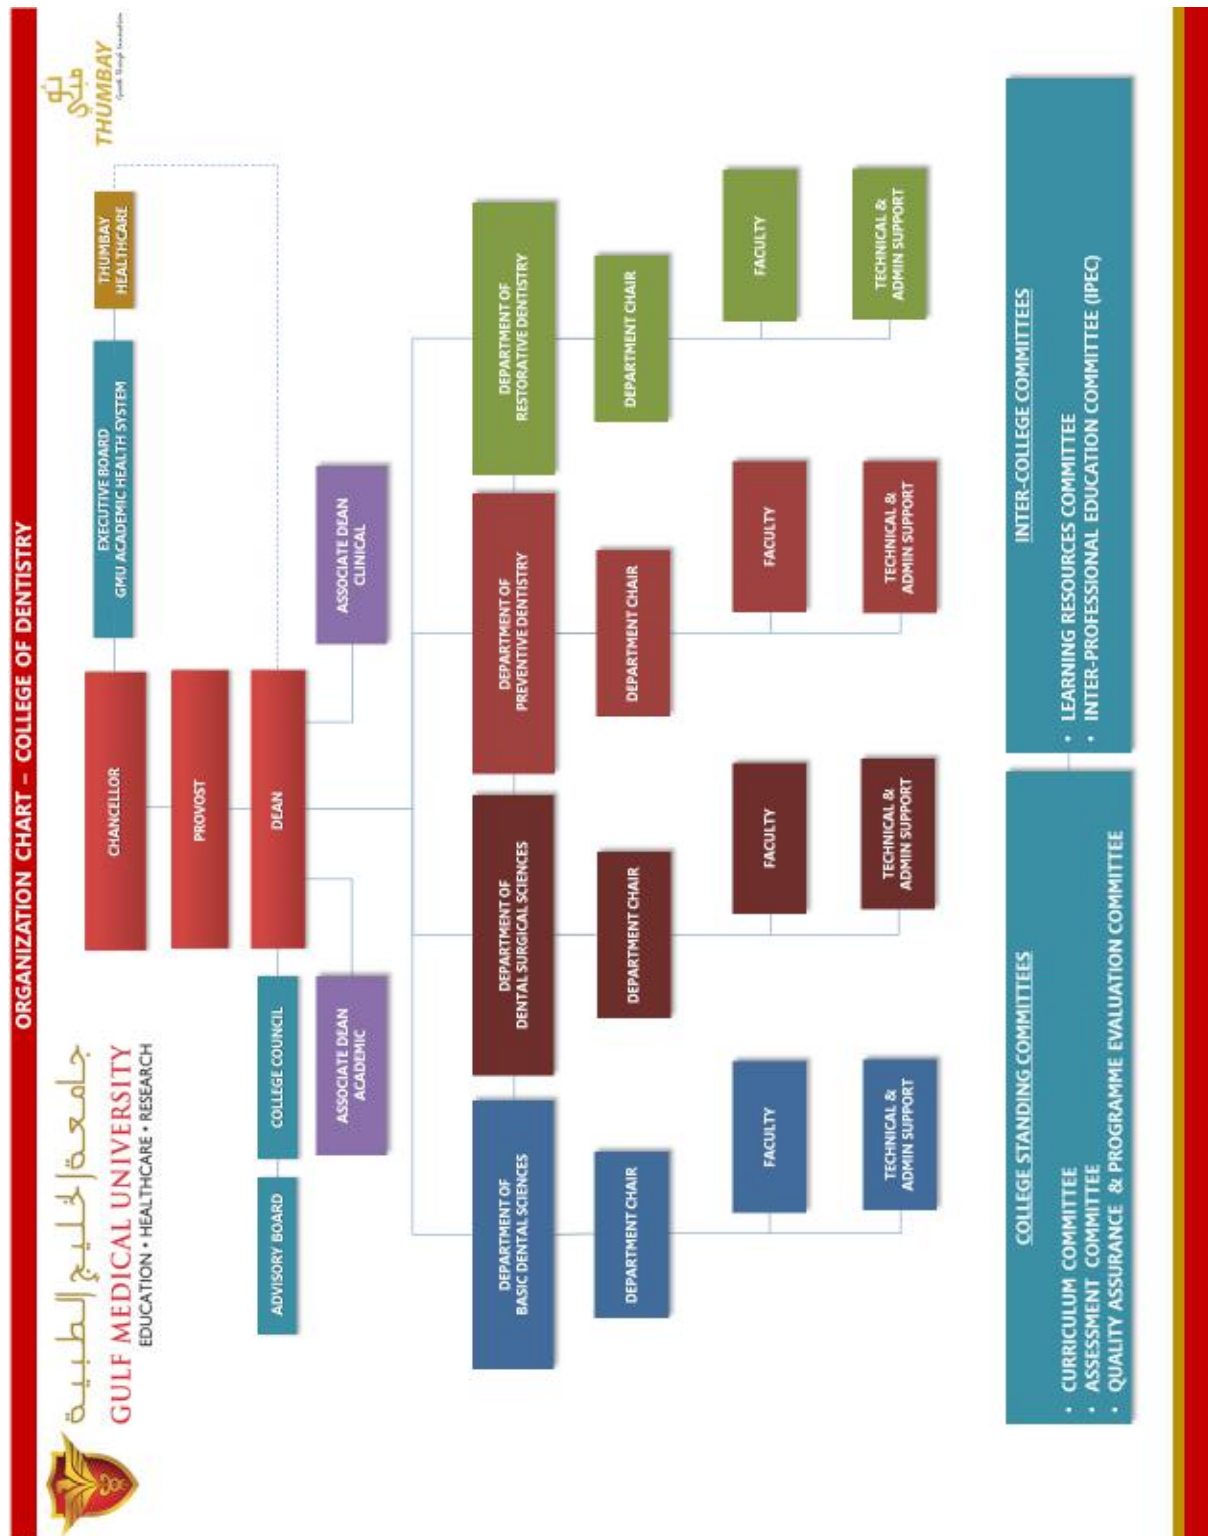 ORGANIZATION CHART – COLLEGE OF DENTISTRY
جامعة الخليج الطبية
GULF MEDICAL UNIVERSITY
EDUCATION • HEALTHCARE • RESEARCH
ثومبي
THUMBAY
Growth Through Innovation
CHANCELLOR
EXECUTIVE BOARD
GMU ACADEMIC HEALTH SYSTEM
THUMBAY
HEALTHCARE
PROVOST
ADVISORY BOARD
COLLEGE COUNCIL
DEAN
ASSOCIATE DEAN
ACADEMIC
ASSOCIATE DEAN
CLINICAL
DEPARTMENT OF
BASIC DENTAL SCIENCES
DEPARTMENT OF
DENTAL SURGICAL SCIENCES
DEPARTMENT OF
PREVENTIVE DENTISTRY
DEPARTMENT OF
RESTORATIVE DENTISTRY
DEPARTMENT CHAIR
DEPARTMENT CHAIR
DEPARTMENT CHAIR
DEPARTMENT CHAIR
FACULTY
FACULTY
FACULTY
FACULTY
TECHNICAL &
ADMIN SUPPORT
TECHNICAL &
ADMIN SUPPORT
TECHNICAL &
ADMIN SUPPORT
TECHNICAL &
ADMIN SUPPORT
COLLEGE STANDING COMMITTEES
• CURRICULUM COMMITTEE
• ASSESSMENT COMMITTEE
• QUALITY ASSURANCE & PROGRAMME EVALUATION COMMITTEE
INTER-COLLEGE COMMITTEES
• LEARNING RESOURCES COMMITTEE
• INTER-PROFESSIONAL EDUCATION COMMITTEE (IPEC)